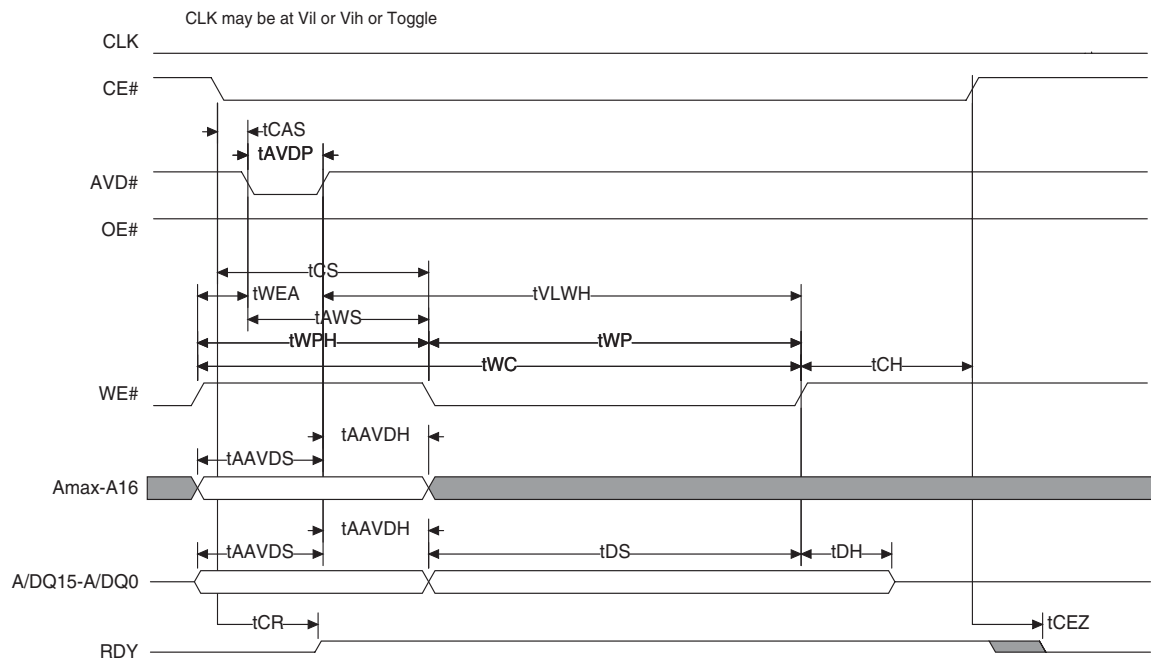 CLK may be at Vil or Vih or Toggle
CLK
CE#
tCAS
tAVDP
AVD#
OE#
tCS
tWEA
tVLWH
tAWS
tWPH
tWP
tWC
tCH
WE#
tAAVDH
tAAVDS
Amax-A16
tAAVDH
tAAVDS
tDS
tDH
A/DQ15-A/DQ0
tCR
tCEZ
RDY